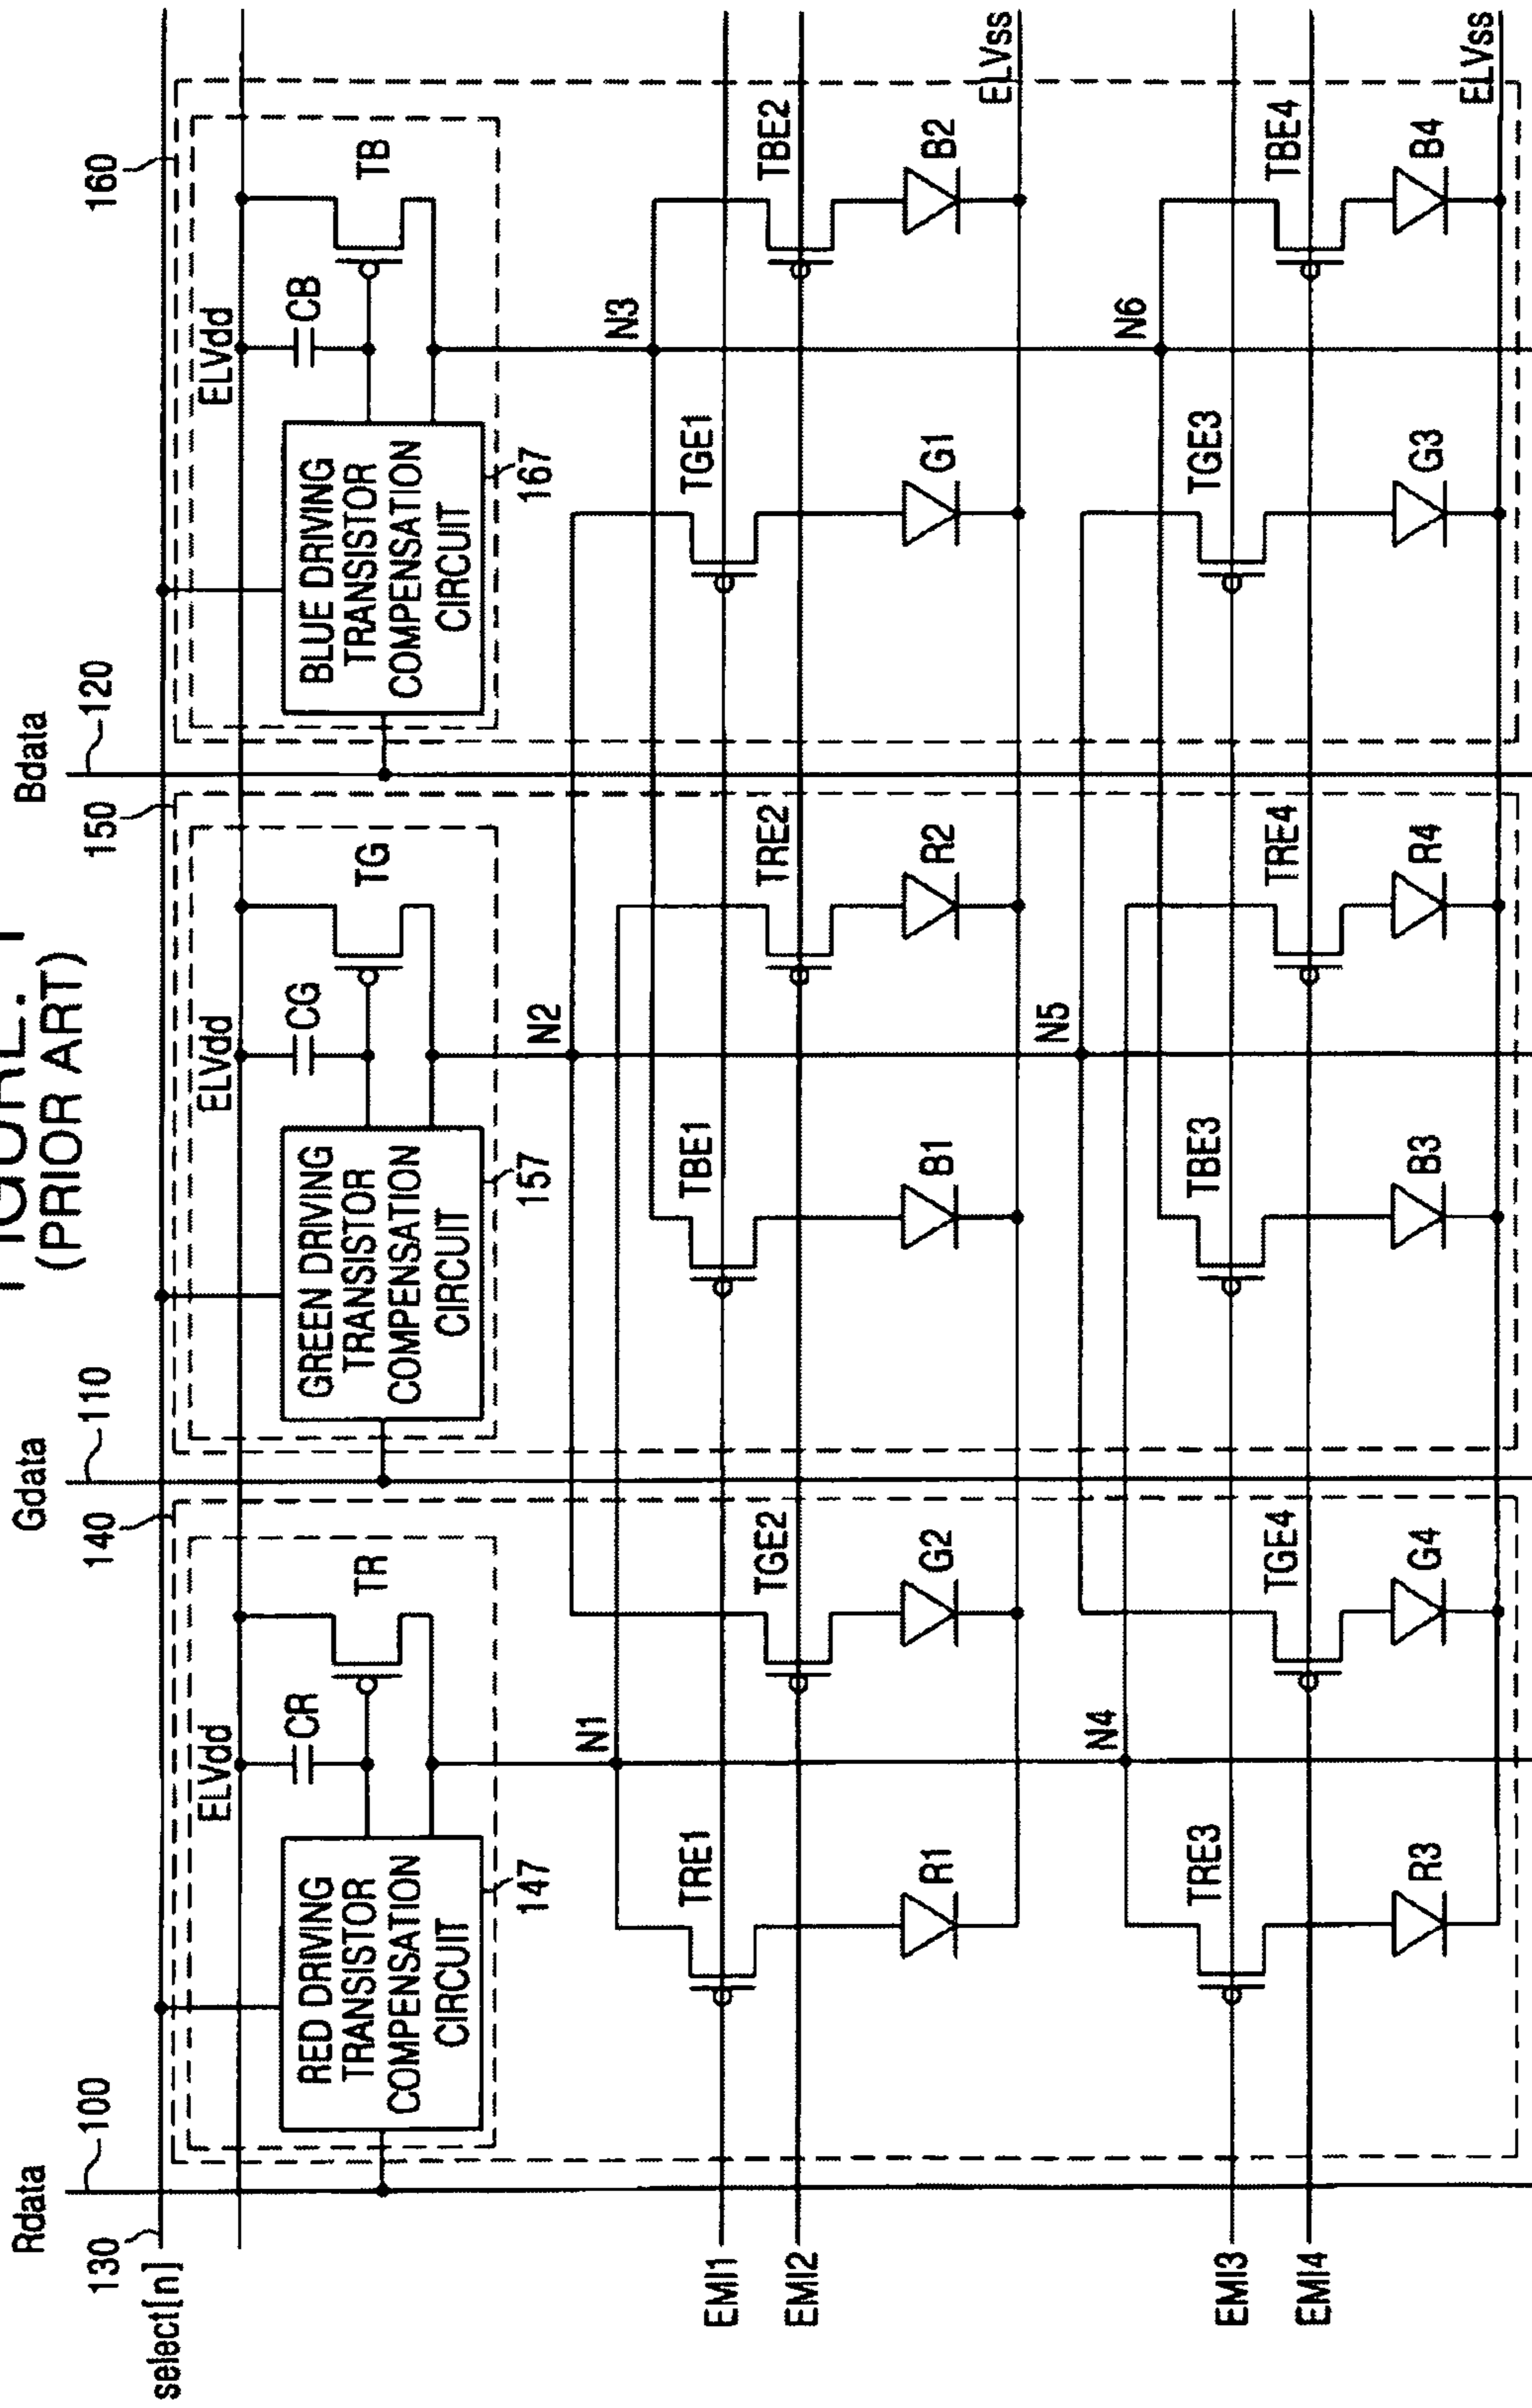 FIGURE. 1
(PRIOR ART)
Rdata
100
Gdata
110
Bdata
120
130
select[n]
140
150
160
ELVdd
CR
TR
RED DRIVING
TRANSISTOR
COMPENSATION
CIRCUIT
147
ELVdd
CG
TG
GREEN DRIVING
TRANSISTOR
COMPENSATION
CIRCUIT
157
ELVdd
CB
TB
BLUE DRIVING
TRANSISTOR
COMPENSATION
CIRCUIT
167
N1
N2
N3
EMI1
EMI2
TRE1
TGE2
TBE1
TRE2
TGE1
TBE2
R1
G2
B1
R2
G1
B2
ELVss
N4
N5
N6
EMI3
EMI4
TRE3
TGE4
TBE3
TRE4
TGE3
TBE4
R3
G4
B3
R4
G3
B4
ELVss